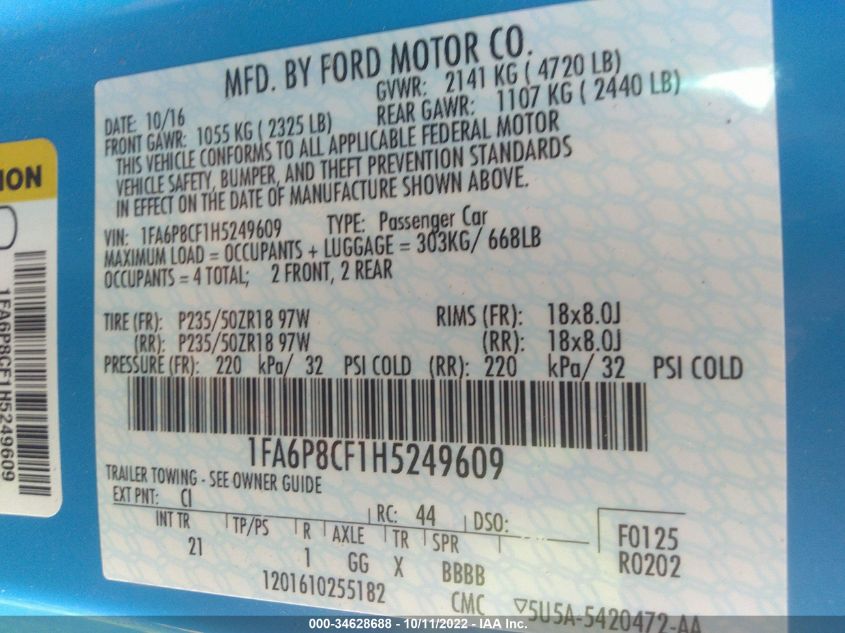 MFD. BY FORD MOTOR CO.
DATE: 10/16 GVWR: 2141 KG ( 4720 LB)
FRONT GAWR: 1055 KG ( 2325 LB) REAR GAWR: 1107 KG ( 2440 LB)
THIS VEHICLE CONFORMS TO ALL APPLICABLE FEDERAL MOTOR
VEHICLE SAFETY, BUMPER, AND THEFT PREVENTION STANDARDS
IN EFFECT ON THE DATE OF MANUFACTURE SHOWN ABOVE.
VIN: 1FA6P8CF1H5249609 TYPE: Passenger Car
MAXIMUM LOAD = OCCUPANTS + LUGGAGE = 303KG/ 668LB
OCCUPANTS = 4 TOTAL; 2 FRONT, 2 REAR
TIRE (FR): P235/50ZR18 97W RIMS (FR): 18x8.0J
(RR): P235/50ZR18 97W (RR): 18x8.0J
PRESSURE (FR): 220 kPa/ 32 PSI COLD (RR): 220 kPa/ 32 PSI COLD
1FA6P8CF1H5249609
TRAILER TOWING - SEE OWNER GUIDE
EXT PNT: CI RC: 44 DSO:
INT TR TP/PS R AXLE TR SPR F0125
21 1 GG X BBBB R0202
1201610255182 CMC ▽5U5A-5420472-AA
ION
1FA6P8CF1H5249609
000-34628688 - 10/11/2022 - IAAI Inc.